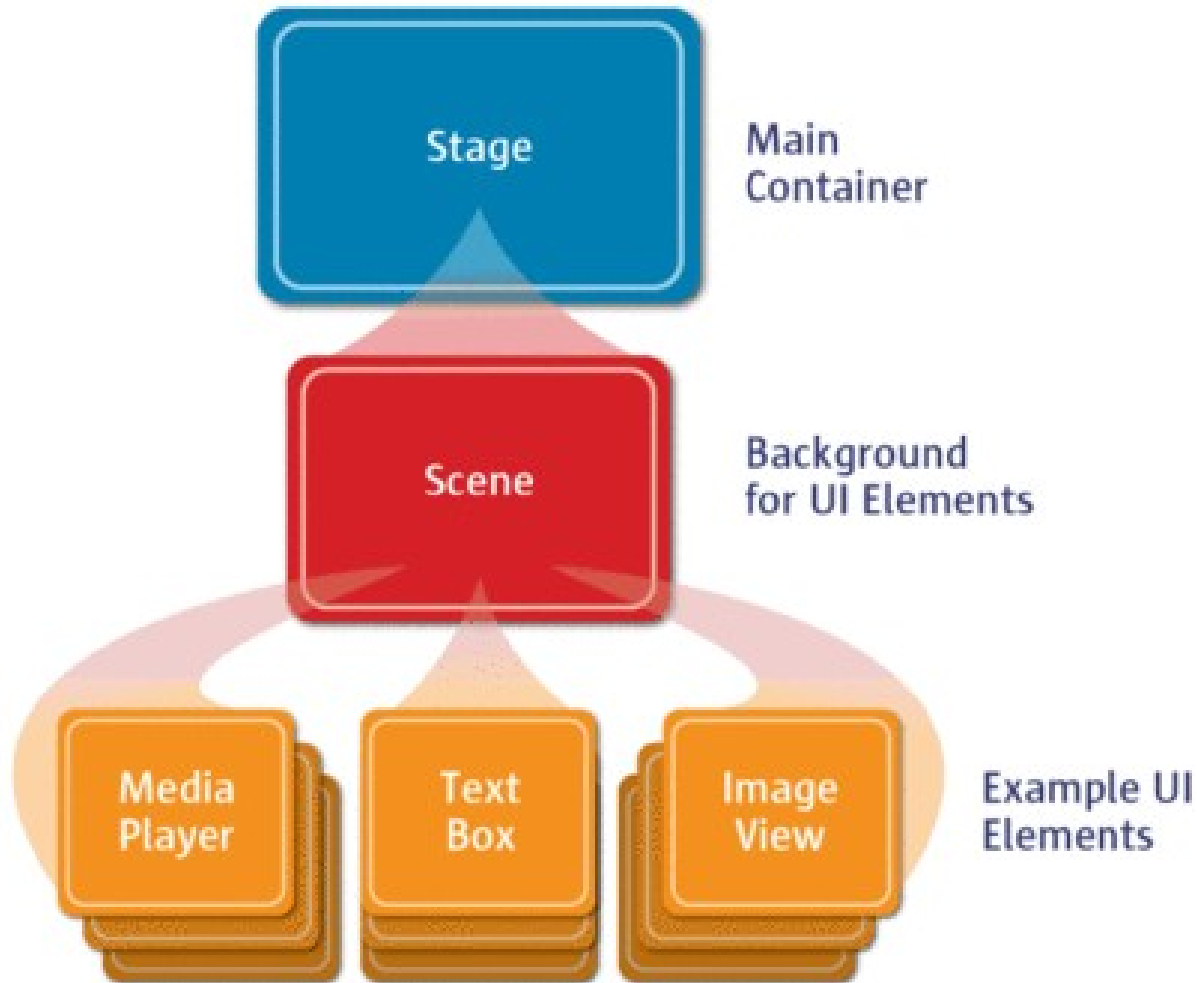 Stage
Main
Container
Scene
Background
for UI Elements
Media
Player
Text
Box
Image
View
Example UI
Elements